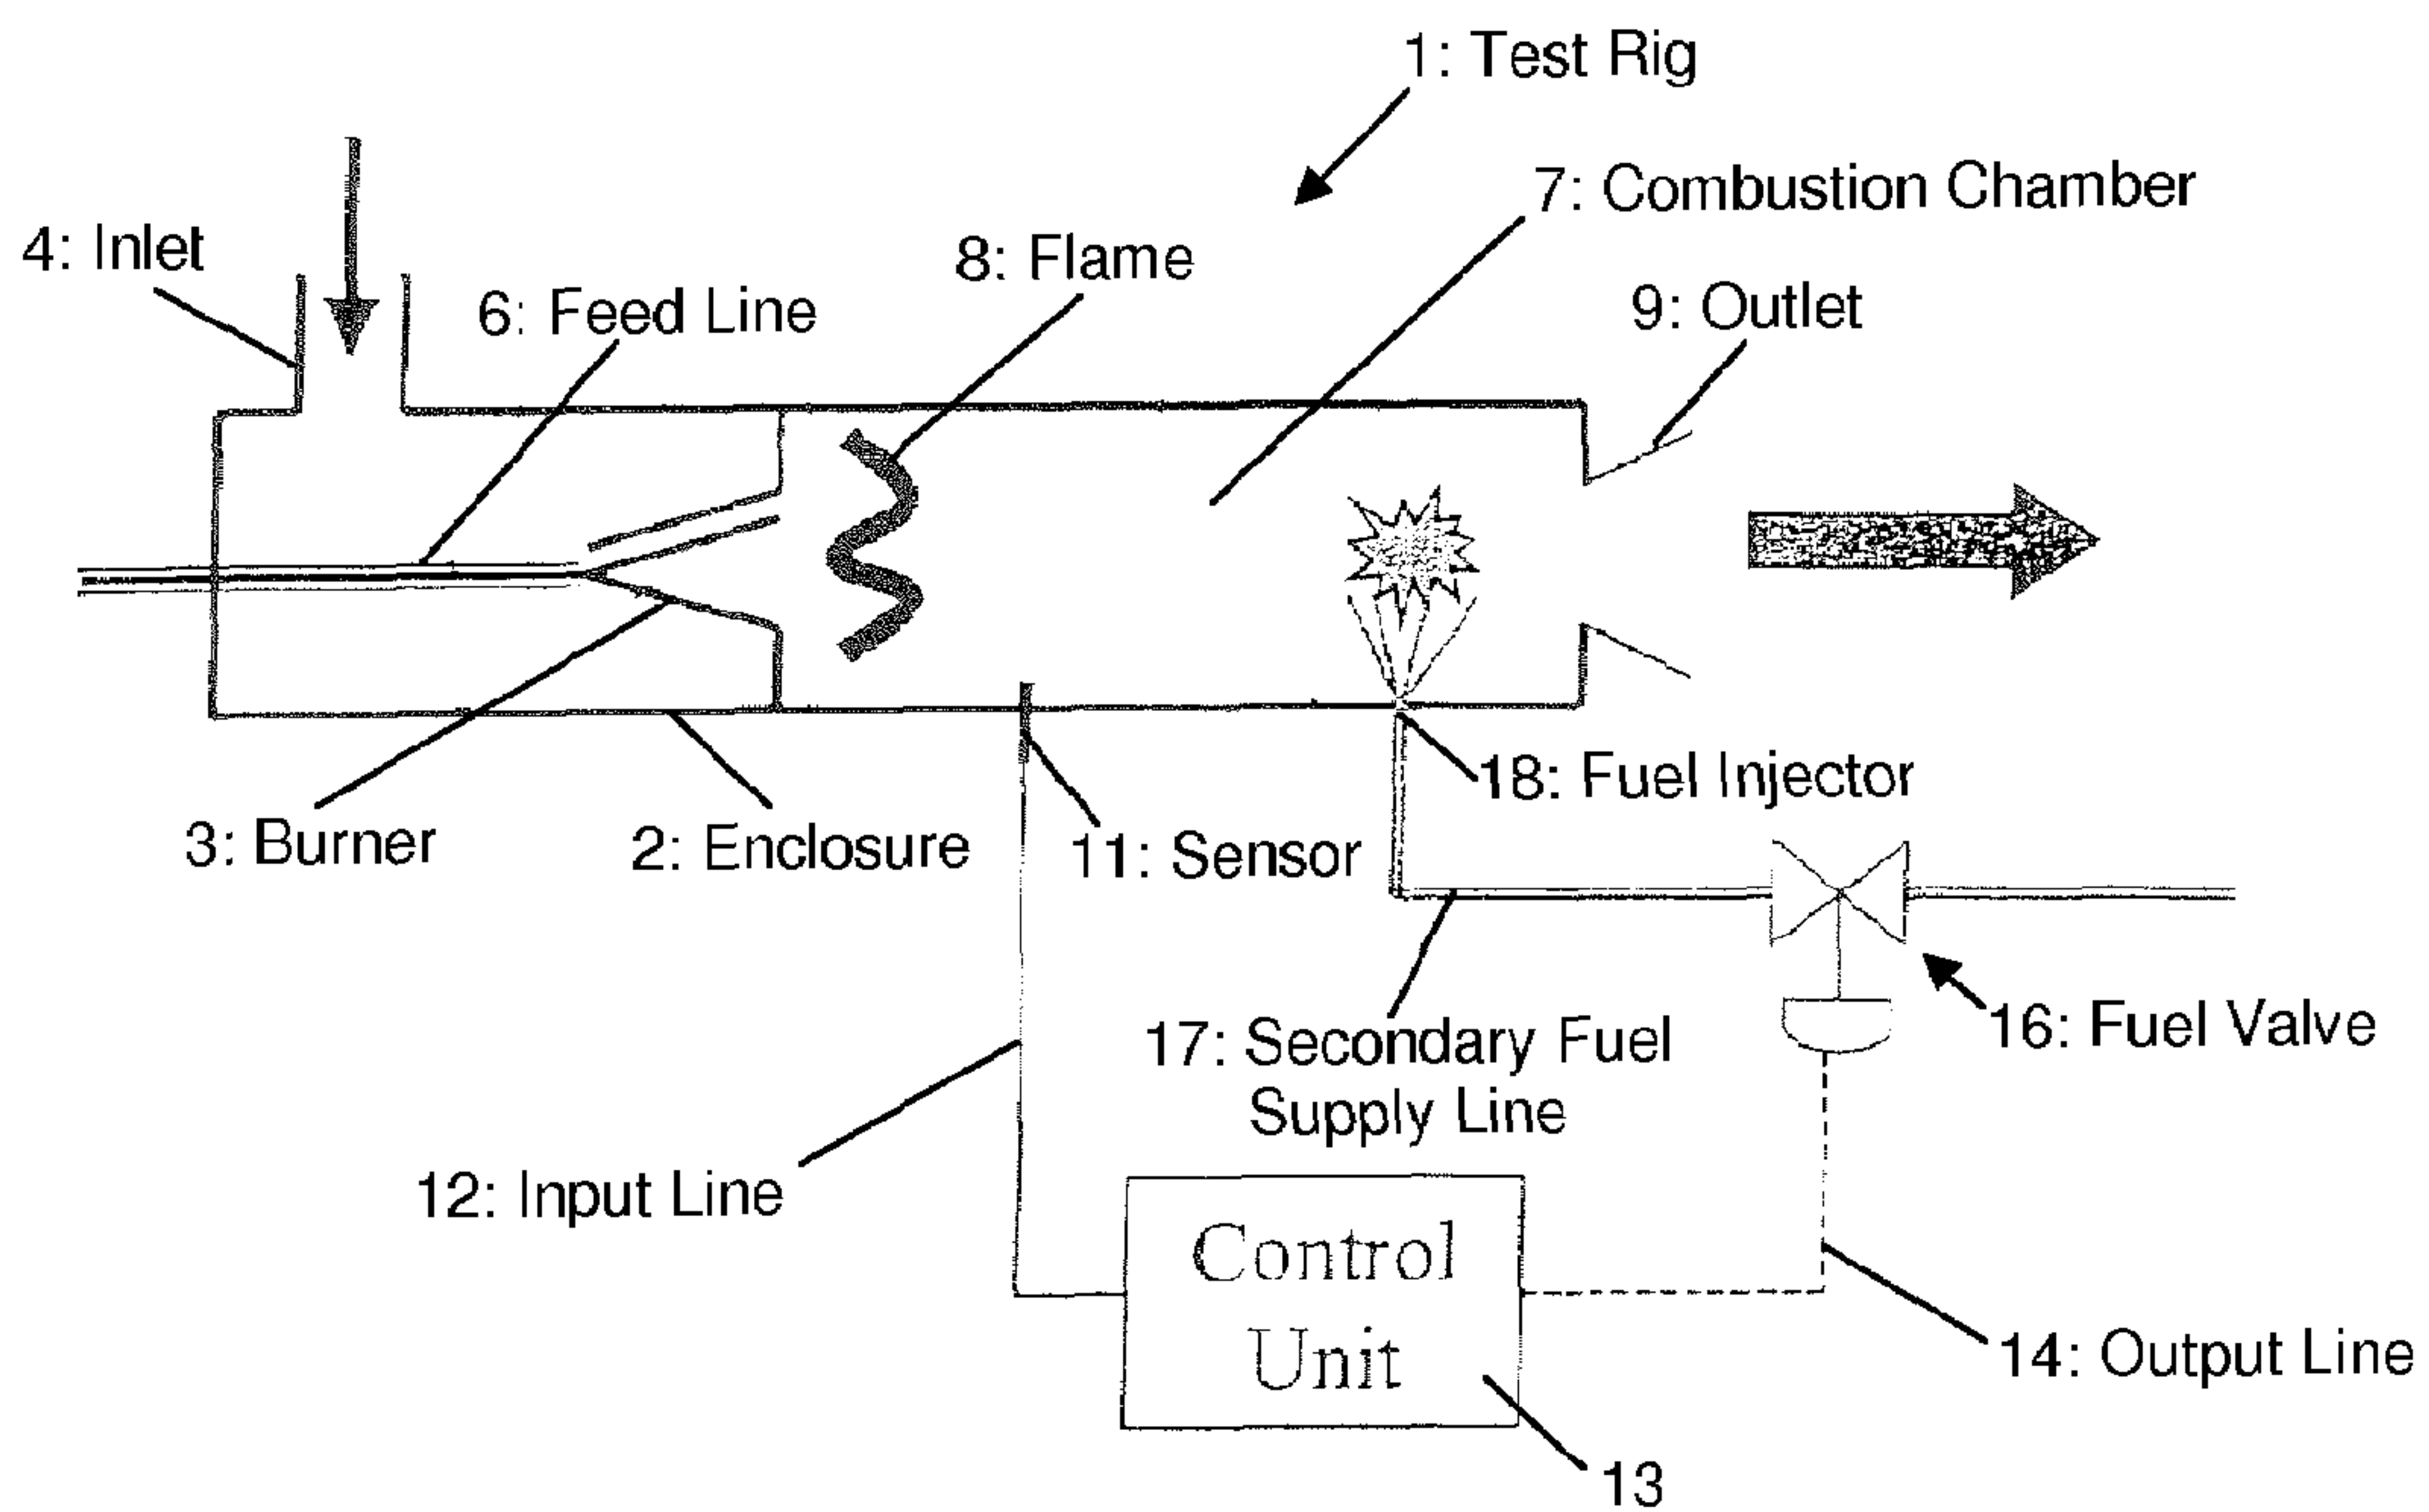 1: Test Rig
7: Combustion Chamber
4: Inlet
8: Flame
6: Feed Line
9: Outlet
18: Fuel Injector
3: Burner
2: Enclosure
11: Sensor
16: Fuel Valve
17: Secondary Fuel
Supply Line
12: Input Line
Control
Unit
14: Output Line
13